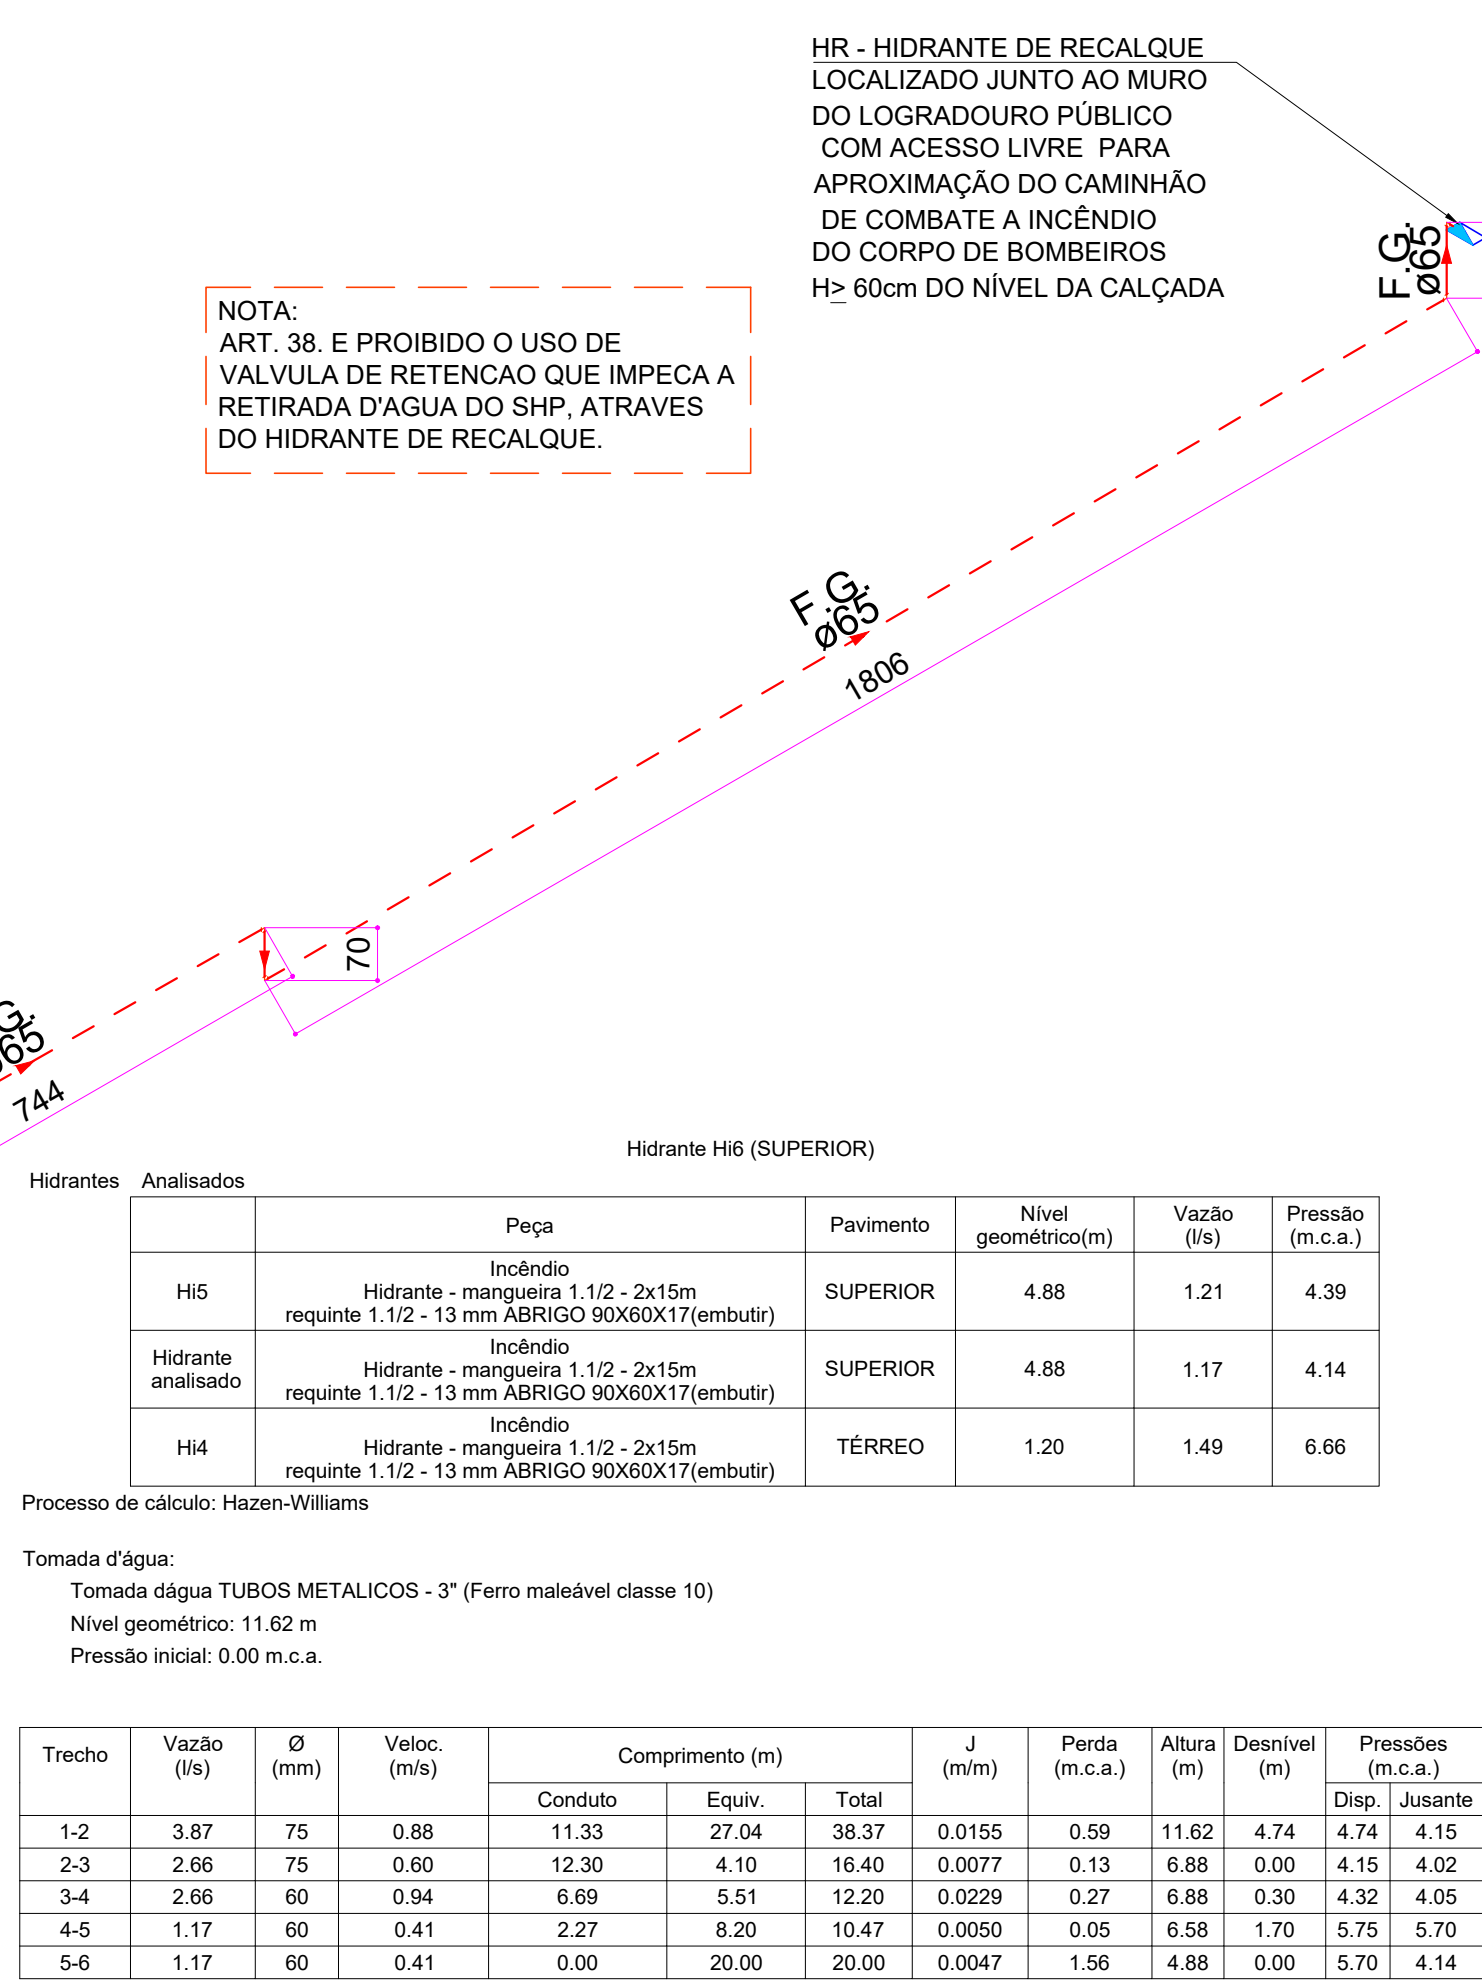 HR - HIDRANTE DE RECALQUE
LOCALIZADO JUNTO AO MURO
DO LOGRADOURO PÚBLICO
COM ACESSO LIVRE PARA
APROXIMAÇÃO DO CAMINHÃO
DE COMBATE A INCÊNDIO
DO CORPO DE BOMBEIROS
H≥ 60cm DO NÍVEL DA CALÇADA
F.G.
ø65
NOTA:
ART. 38. E PROIBIDO O USO DE
VALVULA DE RETENCAO QUE IMPECA A
RETIRADA D'AGUA DO SHP, ATRAVES
DO HIDRANTE DE RECALQUE.
F.G.
ø65
1806
70
G.
65
744
Hidrante Hi6 (SUPERIOR)
Hidrantes Analisados
Peça Pavimento Nível geométrico(m) Vazão (l/s) Pressão (m.c.a.)
Hi5 Incêndio Hidrante - mangueira 1.1/2 - 2x15m requinte 1.1/2 - 13 mm ABRIGO 90X60X17(embutir) SUPERIOR 4.88 1.21 4.39
Hidrante analisado Incêndio Hidrante - mangueira 1.1/2 - 2x15m requinte 1.1/2 - 13 mm ABRIGO 90X60X17(embutir) SUPERIOR 4.88 1.17 4.14
Hi4 Incêndio Hidrante - mangueira 1.1/2 - 2x15m requinte 1.1/2 - 13 mm ABRIGO 90X60X17(embutir) TÉRREO 1.20 1.49 6.66
Processo de cálculo: Hazen-Williams
Tomada d'água:
Tomada dágua TUBOS METALICOS - 3" (Ferro maleável classe 10)
Nível geométrico: 11.62 m
Pressão inicial: 0.00 m.c.a.
Trecho Vazão (l/s) Ø (mm) Veloc. (m/s) Comprimento (m) J (m/m) Perda (m.c.a.) Altura (m) Desnível (m) Pressões (m.c.a.)
Conduto Equiv. Total Disp. Jusante
1-2 3.87 75 0.88 11.33 27.04 38.37 0.0155 0.59 11.62 4.74 4.74 4.15
2-3 2.66 75 0.60 12.30 4.10 16.40 0.0077 0.13 6.88 0.00 4.15 4.02
3-4 2.66 60 0.94 6.69 5.51 12.20 0.0229 0.27 6.88 0.30 4.32 4.05
4-5 1.17 60 0.41 2.27 8.20 10.47 0.0050 0.05 6.58 1.70 5.75 5.70
5-6 1.17 60 0.41 0.00 20.00 20.00 0.0047 1.56 4.88 0.00 5.70 4.14